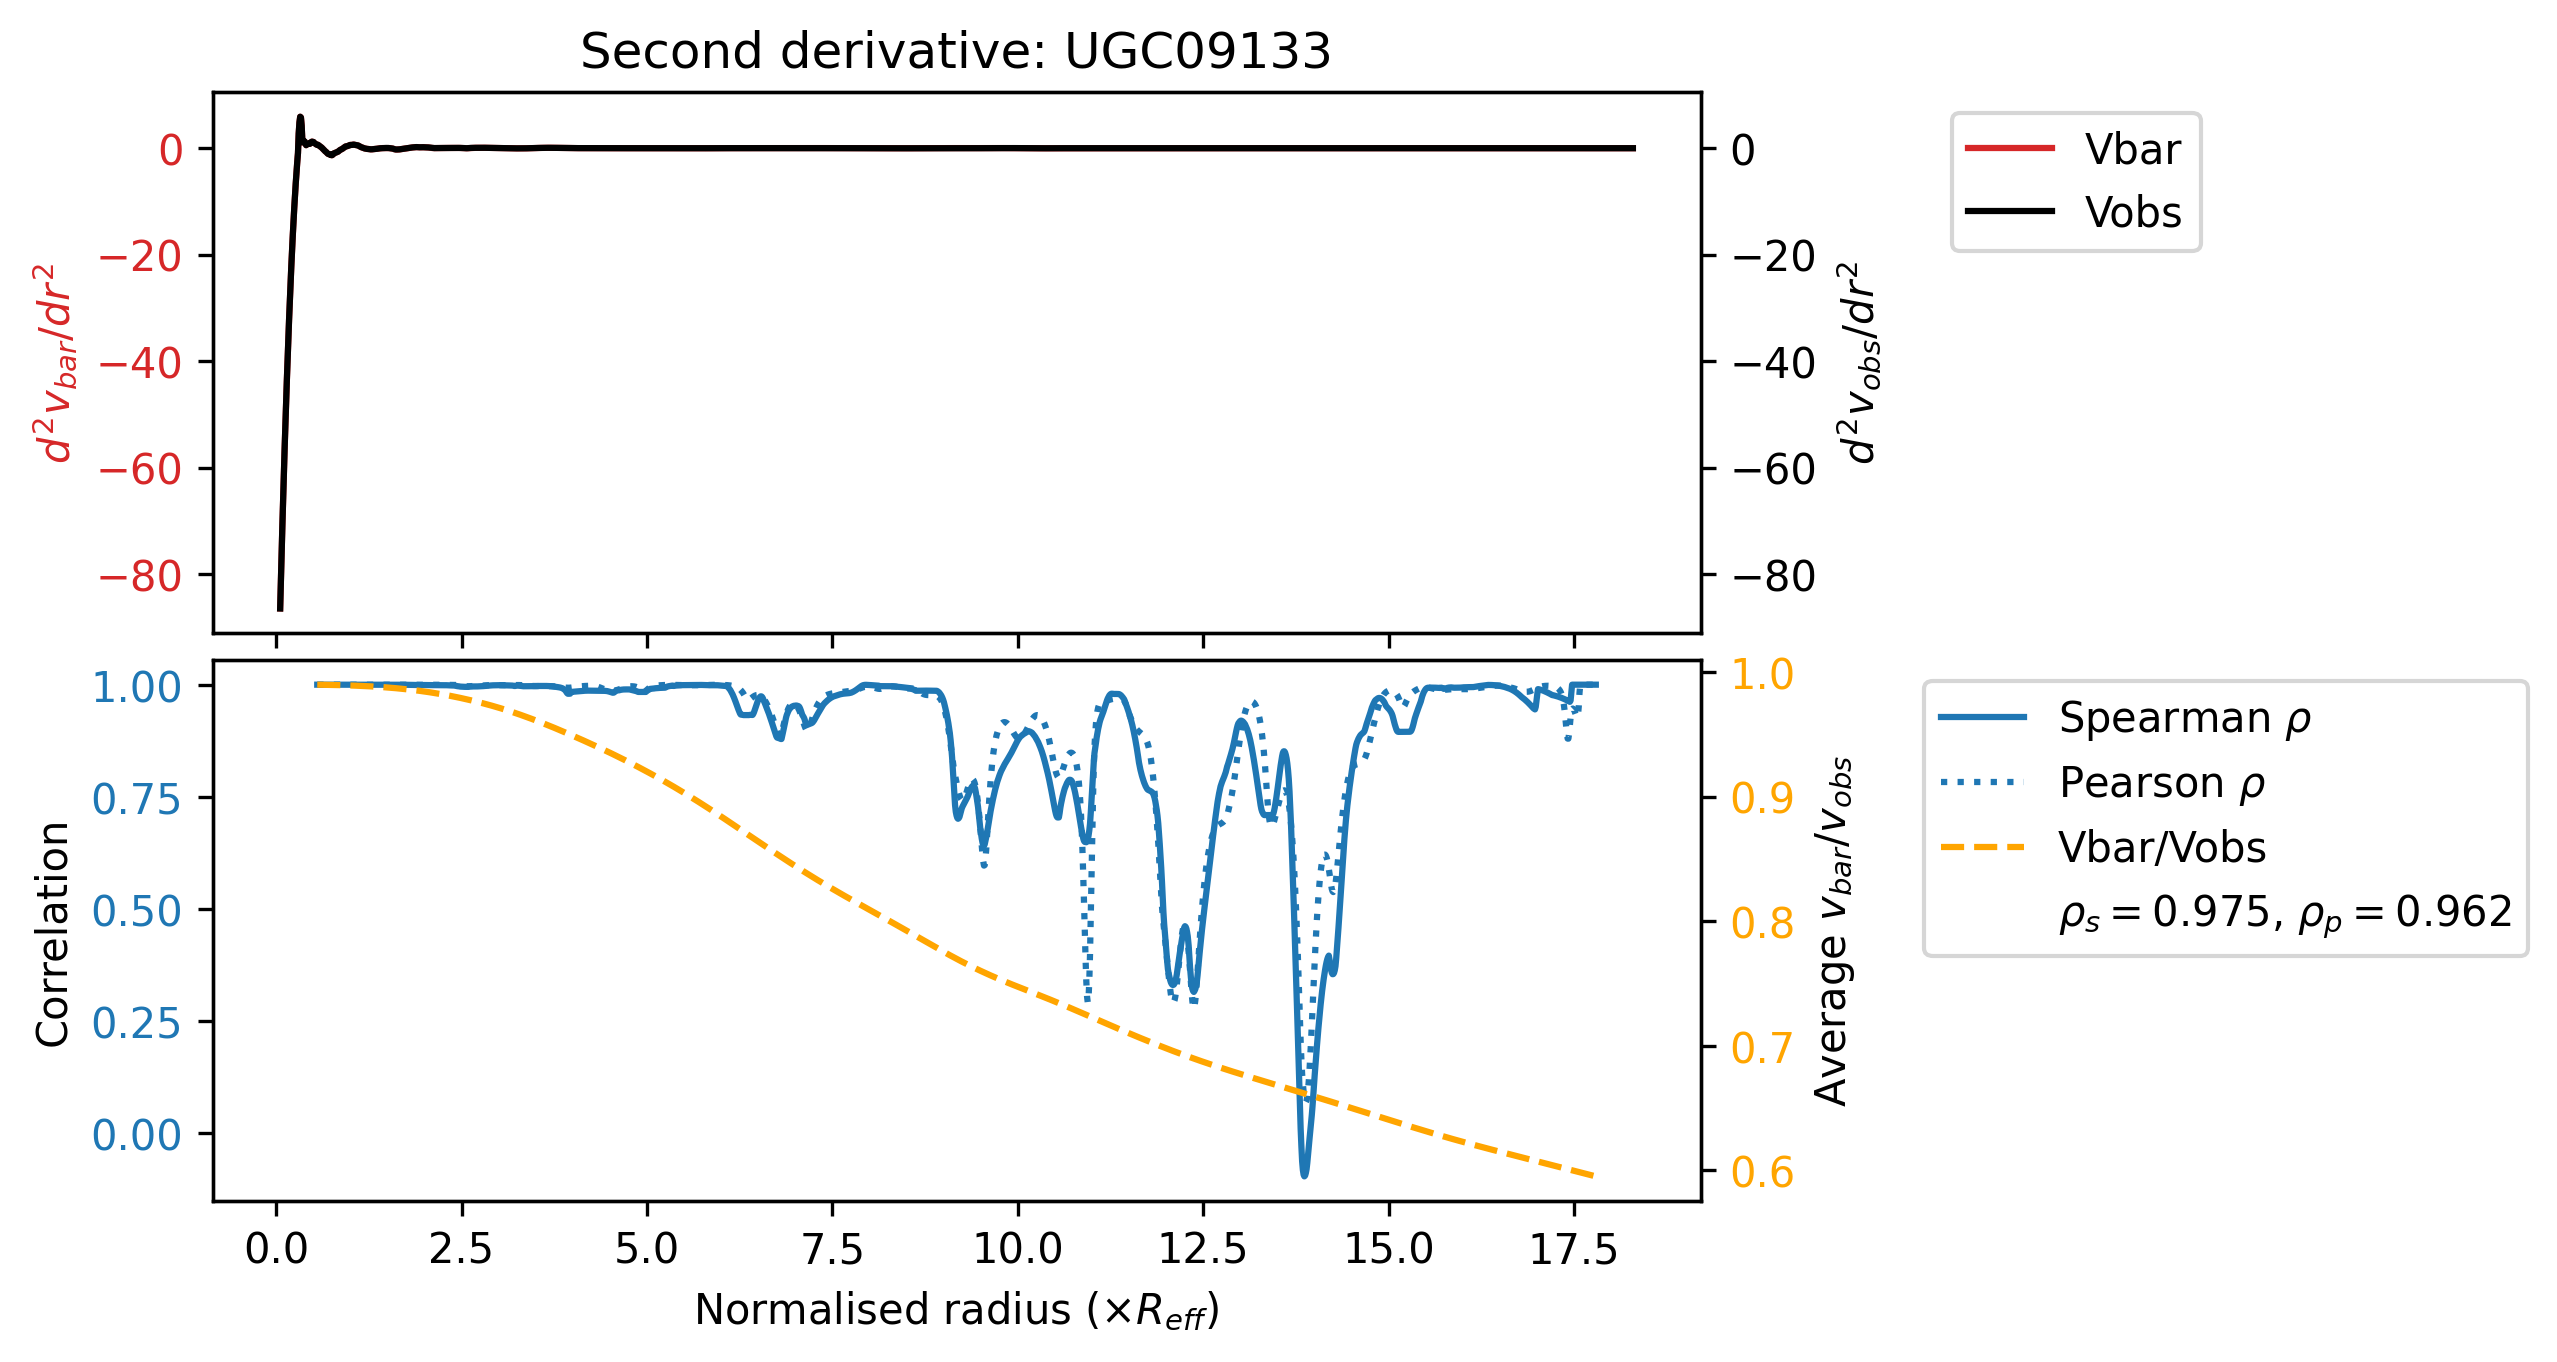 Second derivative: UGC09133
0
−20
−40
−60
−80
d²v_bar/dr²
0
−20
−40
−60
−80
d²v_obs/dr²
Vbar
Vobs
1.00
0.75
0.50
0.25
0.00
Correlation
1.0
0.9
0.8
0.7
0.6
Average v_bar/v_obs
Spearman ρ
Pearson ρ
Vbar/Vobs
ρ_s = 0.975, ρ_p = 0.962
0.0 2.5 5.0 7.5 10.0 12.5 15.0 17.5
Normalised radius (×R_eff)